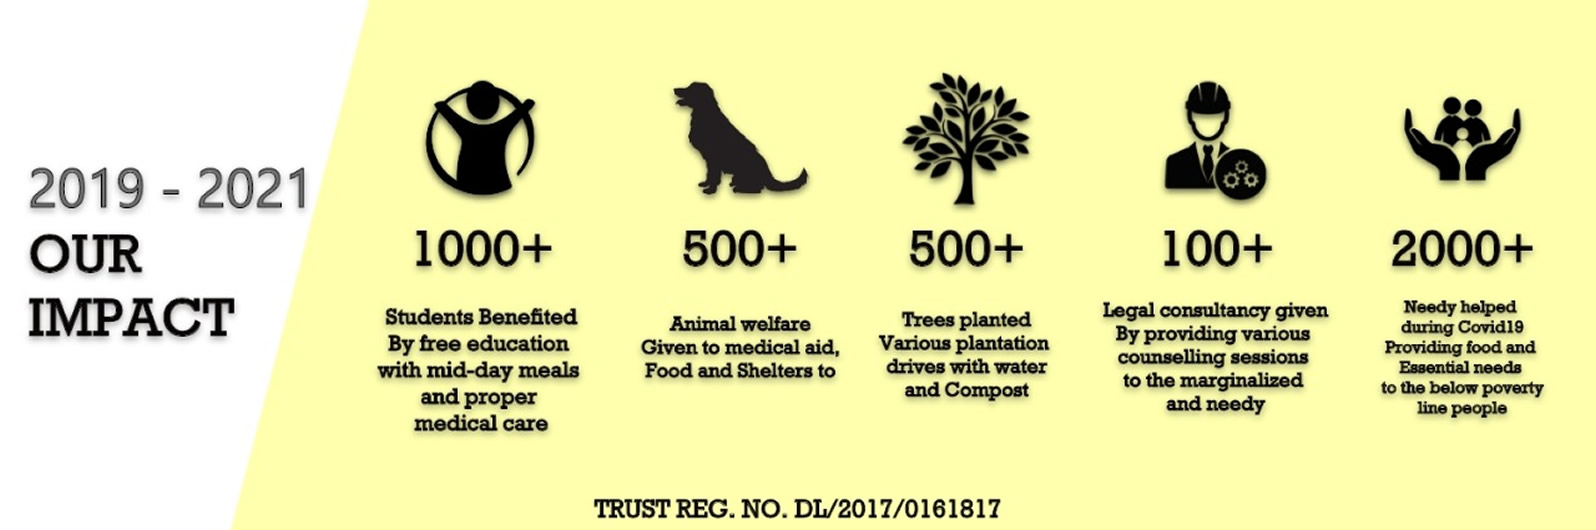 2019 - 2021
OUR
IMPACT
1000+
Students Benefited
By free education
with mid-day meals
and proper
medical care
500+
Animal welfare
Given to medical aid,
Food and Shelters to
500+
Trees planted
Various plantation
drives with water
and Compost
100+
Legal consultancy given
By providing various
counselling sessions
to the marginalized
and needy
2000+
Needy helped
during Covid19
Providing food and
Essential needs
to the below poverty
line people
TRUST REG. NO. DL/2017/0161817